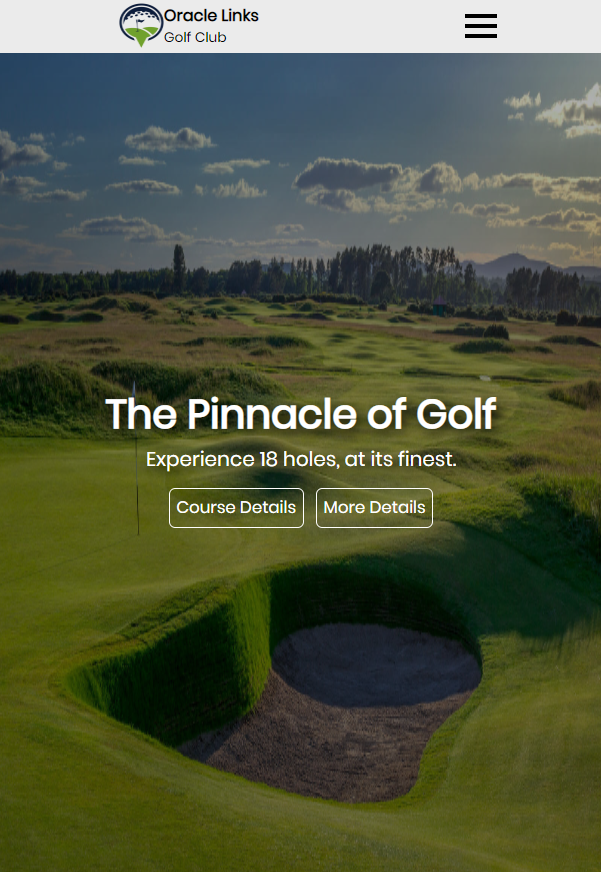 Oracle Links
Golf Club
The Pinnacle of Golf
Experience 18 holes, at its finest.
Course Details
More Details